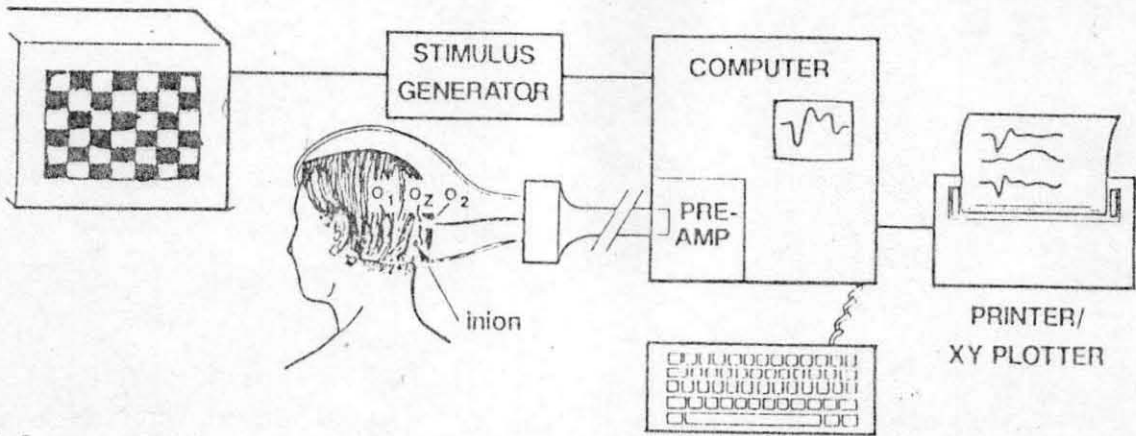 STIMULUS
GENERATOR
COMPUTER
O1 OZ O2
PRE-
AMP
inion
PRINTER/
XY PLOTTER